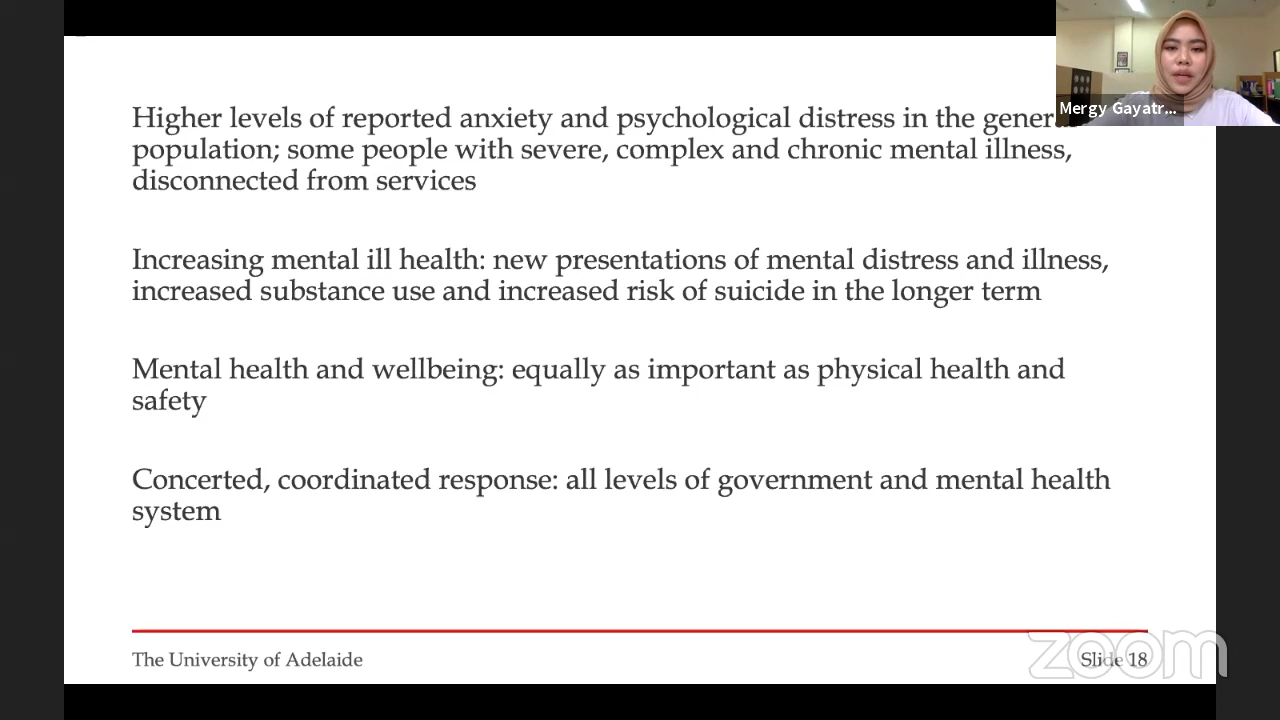 Higher levels of reported anxiety and psychological distress in the gener
population; some people with severe, complex and chronic mental illness,
disconnected from services
Increasing mental ill health: new presentations of mental distress and illness,
increased substance use and increased risk of suicide in the longer term
Mental health and wellbeing: equally as important as physical health and
safety
Concerted, coordinated response: all levels of government and mental health
system
The University of Adelaide
Slide 18
zoom
Mergy Gayatr...